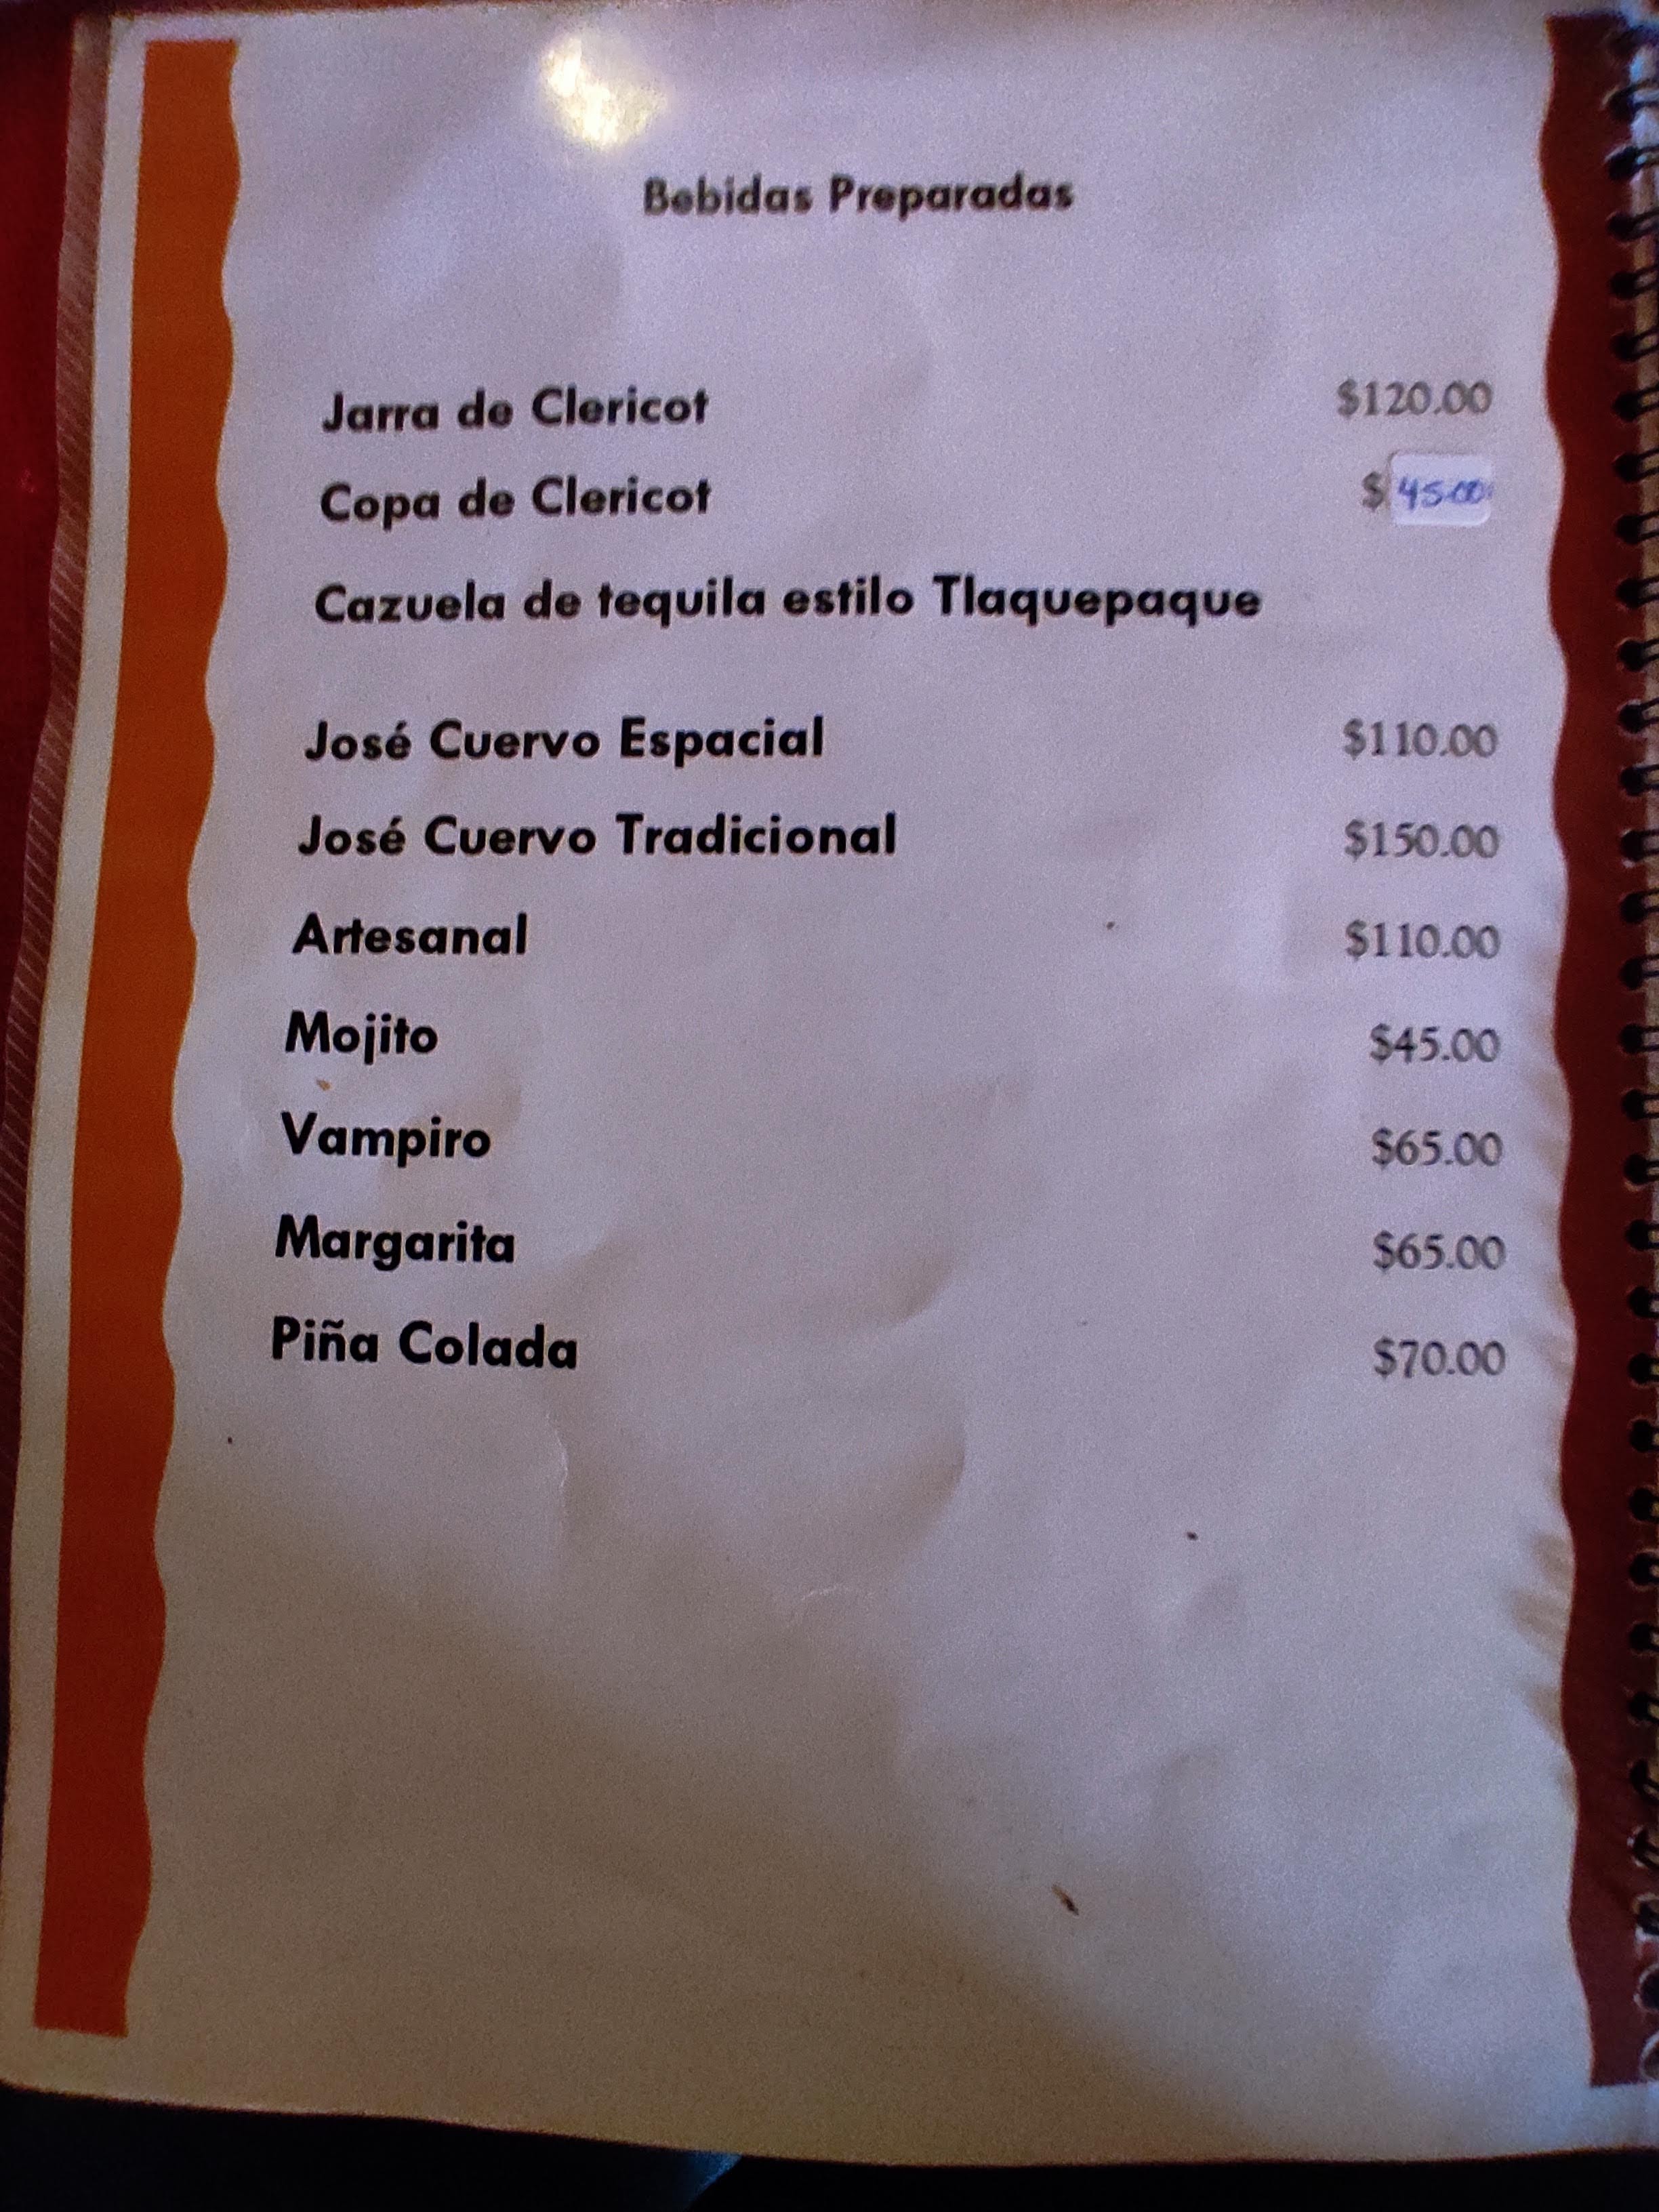 Bebidas Preparadas
Jarra de Clericot $120.00
Copa de Clericot $ 45.00
Cazuela de tequila estilo Tlaquepaque
José Cuervo Espacial $110.00
José Cuervo Tradicional $150.00
Artesanal $110.00
Mojito $45.00
Vampiro $65.00
Margarita $65.00
Piña Colada $70.00